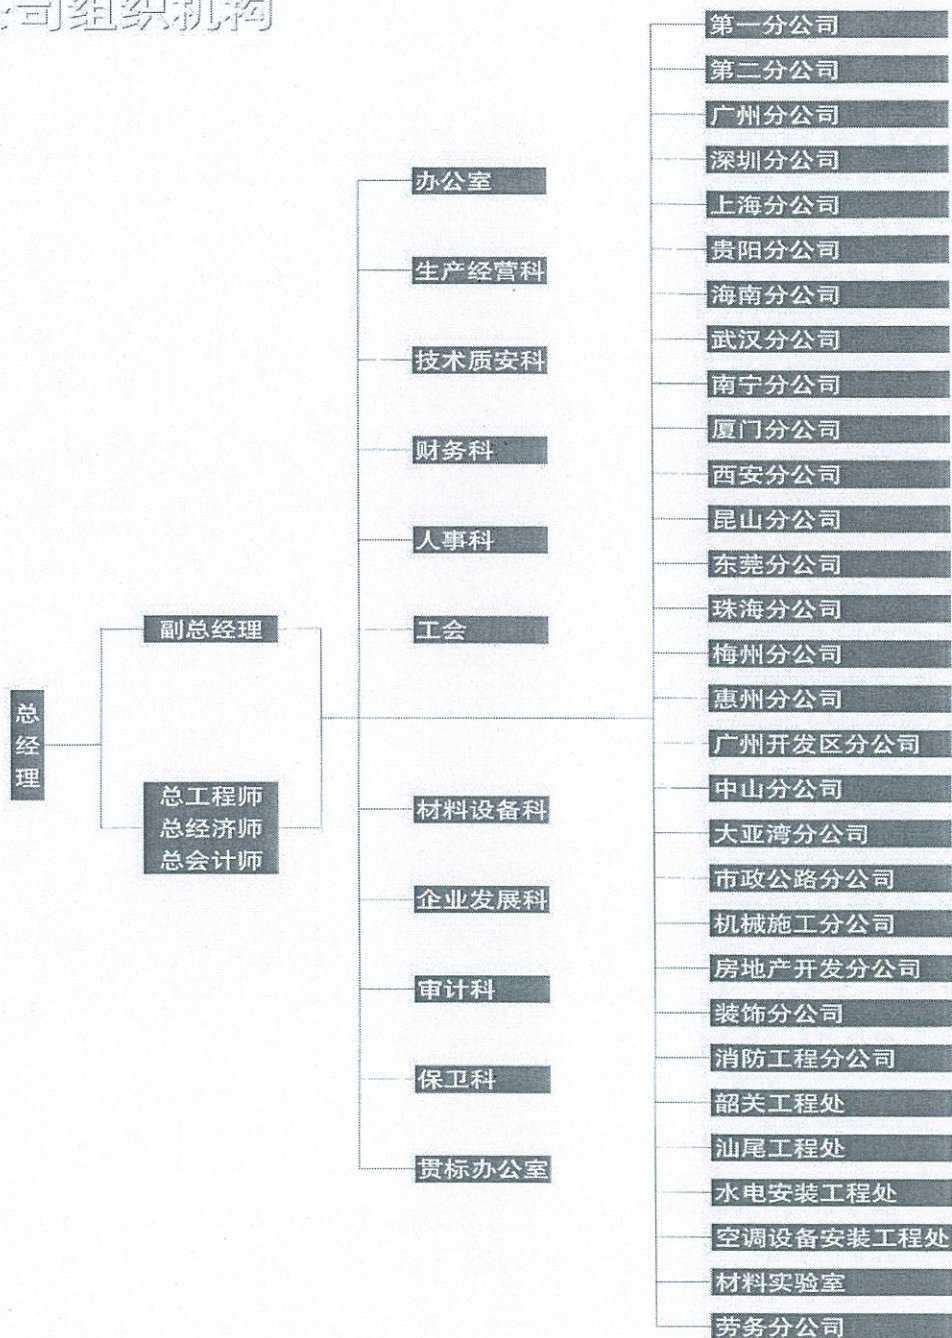 公司组织机构
总经理
副总经理
总工程师
总经济师
总会计师
办公室
生产经营科
技术质安科
财务科
人事科
工会
材料设备科
企业发展科
审计科
保卫科
贯标办公室
第一分公司
第二分公司
广州分公司
深圳分公司
上海分公司
贵阳分公司
海南分公司
武汉分公司
南宁分公司
厦门分公司
西安分公司
昆山分公司
东莞分公司
珠海分公司
梅州分公司
惠州分公司
广州开发区分公司
中山分公司
大亚湾分公司
市政公路分公司
机械施工分公司
房地产开发分公司
装饰分公司
消防工程分公司
韶关工程处
汕尾工程处
水电安装工程处
空调设备安装工程处
材料实验室
劳务分公司